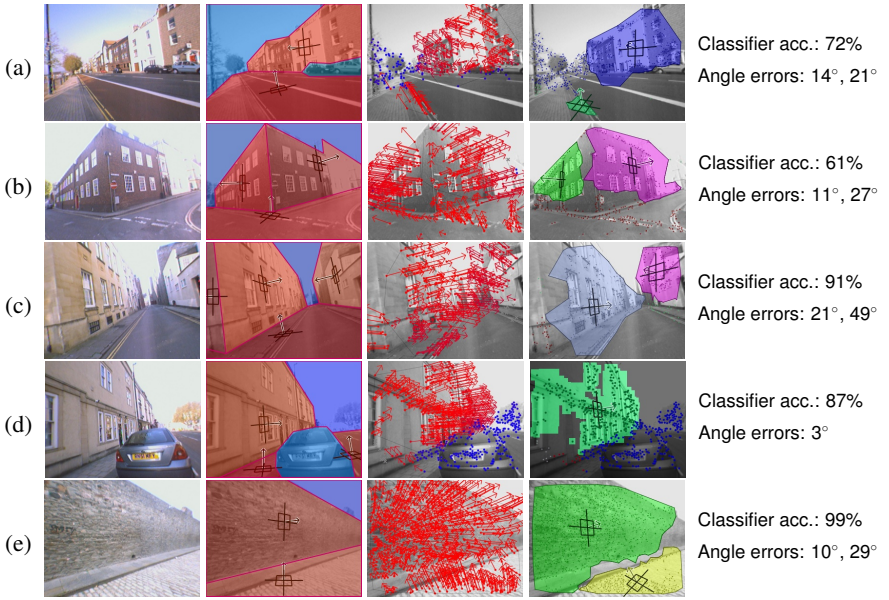 (a)
Classifier acc.: 72%
Angle errors: 14°, 21°
(b)
Classifier acc.: 61%
Angle errors: 11°, 27°
(c)
Classifier acc.: 91%
Angle errors: 21°, 49°
(d)
Classifier acc.: 87%
Angle errors: 3°
(e)
Classifier acc.: 99%
Angle errors: 10°, 29°